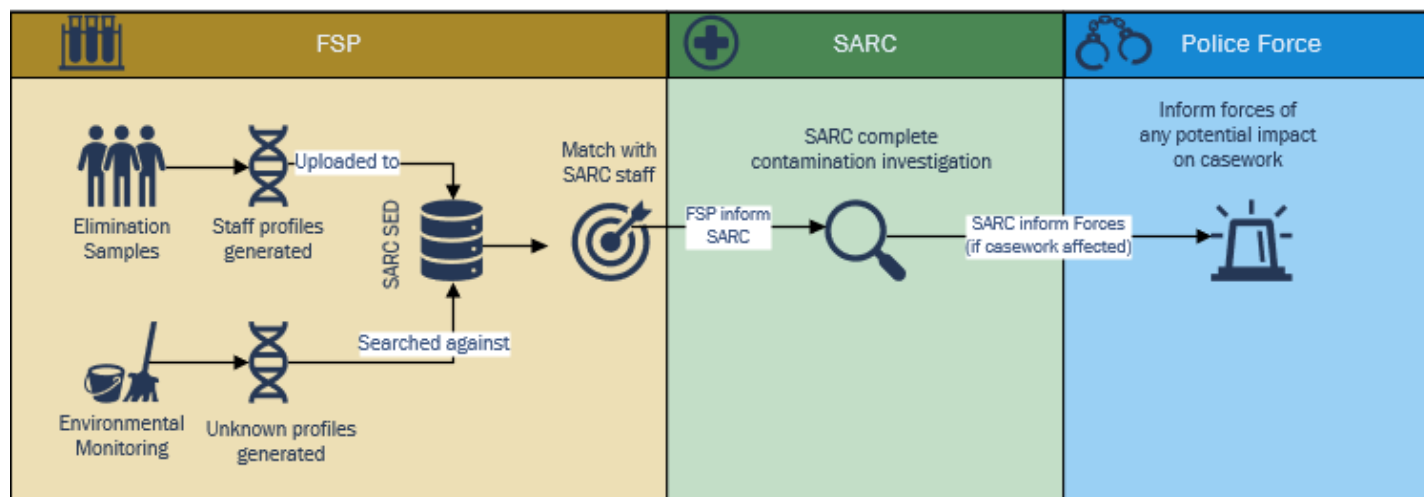 FSP
SARC
Police Force
Elimination
Samples
Staff profiles
generated
Uploaded to
SARC SED
Match with
SARC staff
Environmental
Monitoring
Unknown profiles
generated
Searched against
FSP inform
SARC
SARC complete
contamination investigation
SARC inform Forces
(if casework affected)
Inform forces of
any potential impact
on casework